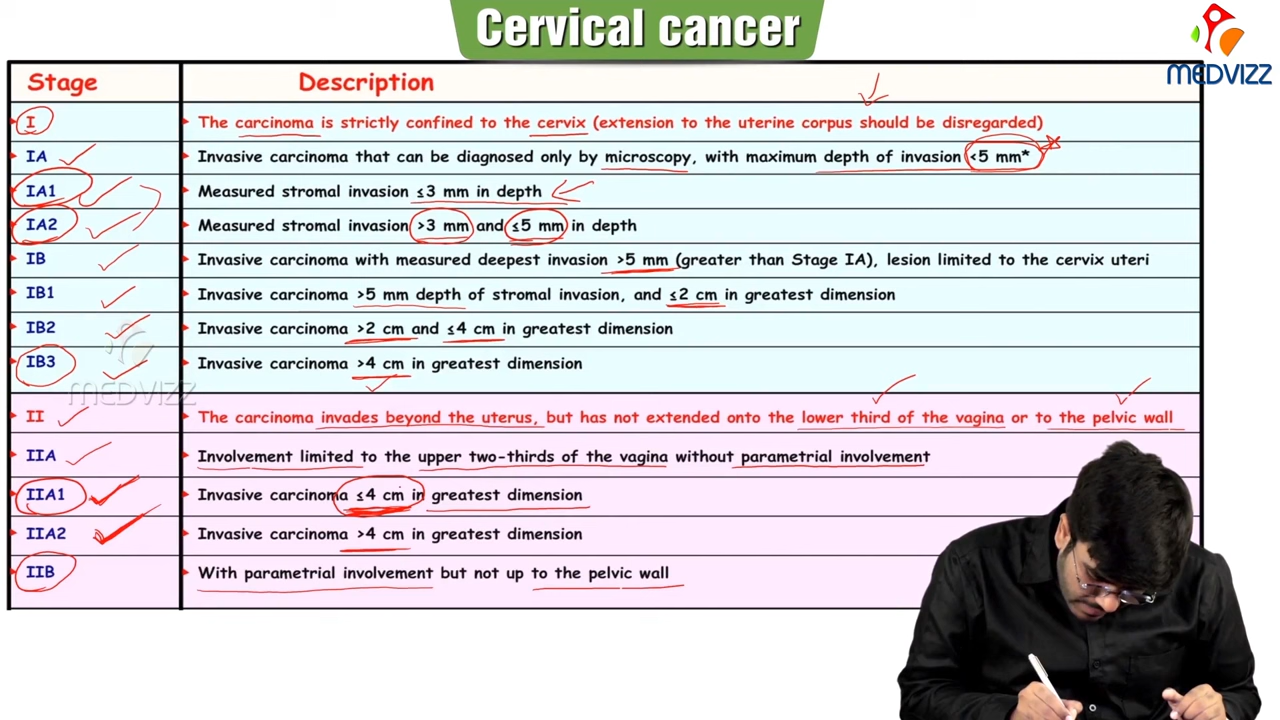 Cervical cancer
MEDVIZZ
Stage Description
I The carcinoma is strictly confined to the cervix (extension to the uterine corpus should be disregarded)
IA Invasive carcinoma that can be diagnosed only by microscopy, with maximum depth of invasion <5 mm*
IA1 Measured stromal invasion ≤3 mm in depth
IA2 Measured stromal invasion >3 mm and ≤5 mm in depth
IB Invasive carcinoma with measured deepest invasion >5 mm (greater than Stage IA), lesion limited to the cervix uteri
IB1 Invasive carcinoma >5 mm depth of stromal invasion, and ≤2 cm in greatest dimension
IB2 Invasive carcinoma >2 cm and ≤4 cm in greatest dimension
IB3 Invasive carcinoma >4 cm in greatest dimension
MEDVIZZ
II The carcinoma invades beyond the uterus, but has not extended onto the lower third of the vagina or to the pelvic wall
IIA Involvement limited to the upper two-thirds of the vagina without parametrial involvement
IIA1 Invasive carcinoma ≤4 cm in greatest dimension
IIA2 Invasive carcinoma >4 cm in greatest dimension
IIB With parametrial involvement but not up to the pelvic wall